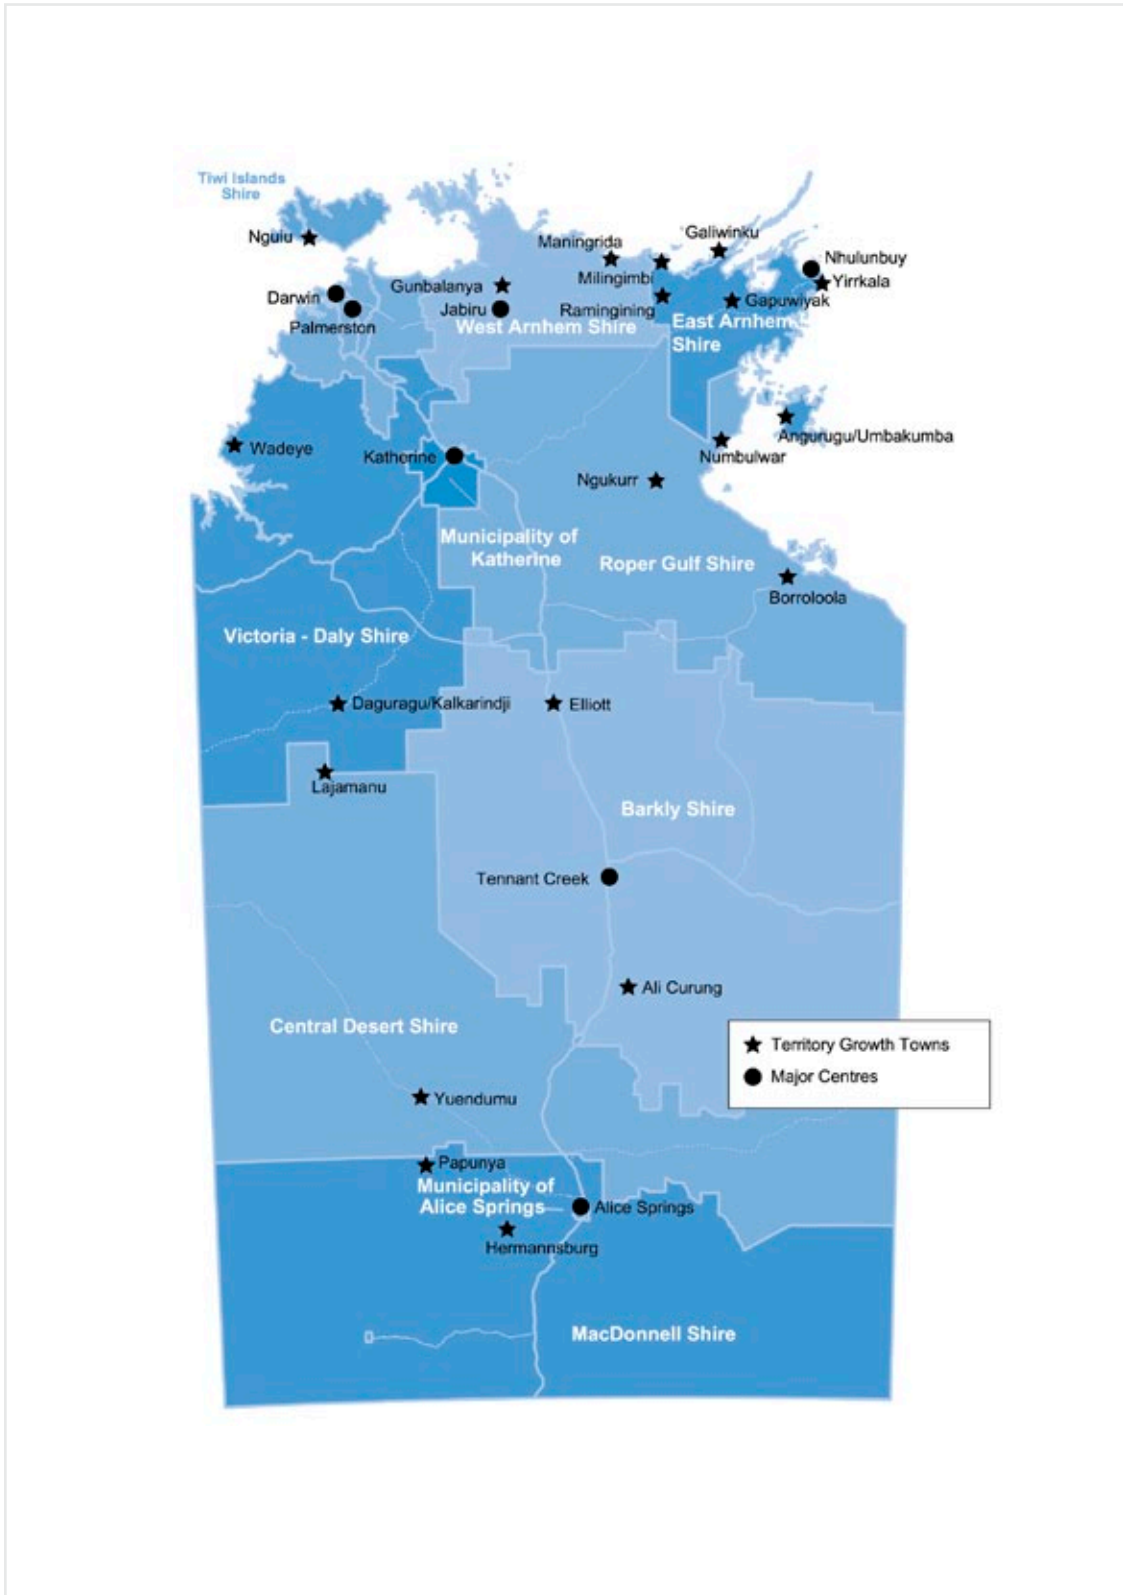 Tiwi Islands
Shire
Nguiu
Galiwinku
Maningrida
Nhulunbuy
Milingimbi
Yirrkala
Gunbalanya
Darwin
Jabiru
Ramingining
Gapuwiyak
Palmerston
West Arnhem Shire
East Arnhem
Shire
Angurugu/Umbakumba
Wadeye
Katherine
Numbulwar
Ngukurr
Municipality of
Katherine
Roper Gulf Shire
Borroloola
Victoria - Daly Shire
Daguragu/Kalkarindji
Elliott
Lajamanu
Barkly Shire
Tennant Creek
Ali Curung
Central Desert Shire
Territory Growth Towns
Major Centres
Yuendumu
Papunya
Municipality of
Alice Springs
Alice Springs
Hermannsburg
MacDonnell Shire